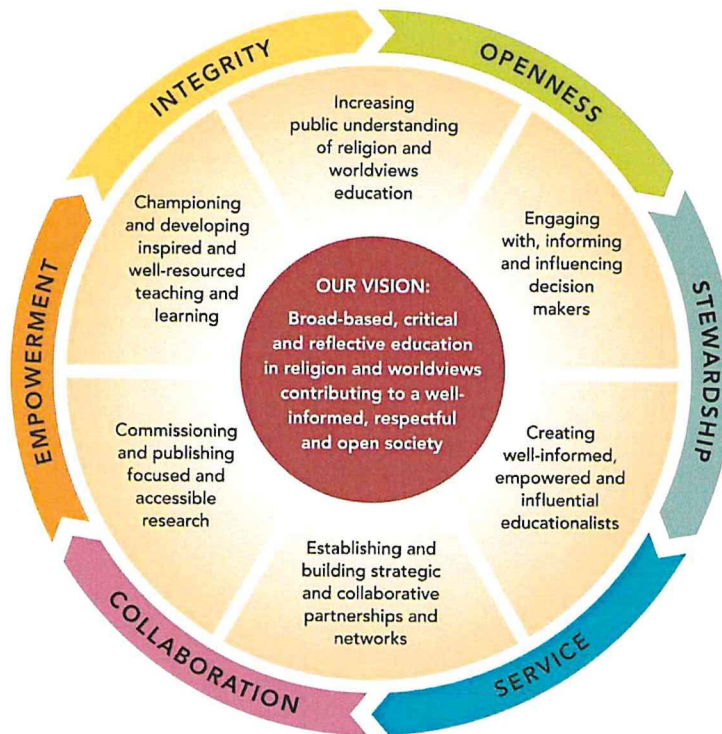 INTEGRITY
OPENNESS
STEWARDSHIP
SERVICE
COLLABORATION
EMPOWERMENT
Increasing
public understanding
of religion and
worldviews
education
Engaging
with, informing
and influencing
decision
makers
Creating
well-informed,
empowered and
influential
educationalists
Establishing and
building strategic
and collaborative
partnerships and
networks
Commissioning
and publishing
focused and
accessible
research
Championing
and developing
inspired and
well-resourced
teaching and
learning
OUR VISION:
Broad-based, critical
and reflective education
in religion and worldviews
contributing to a well-
informed, respectful
and open society